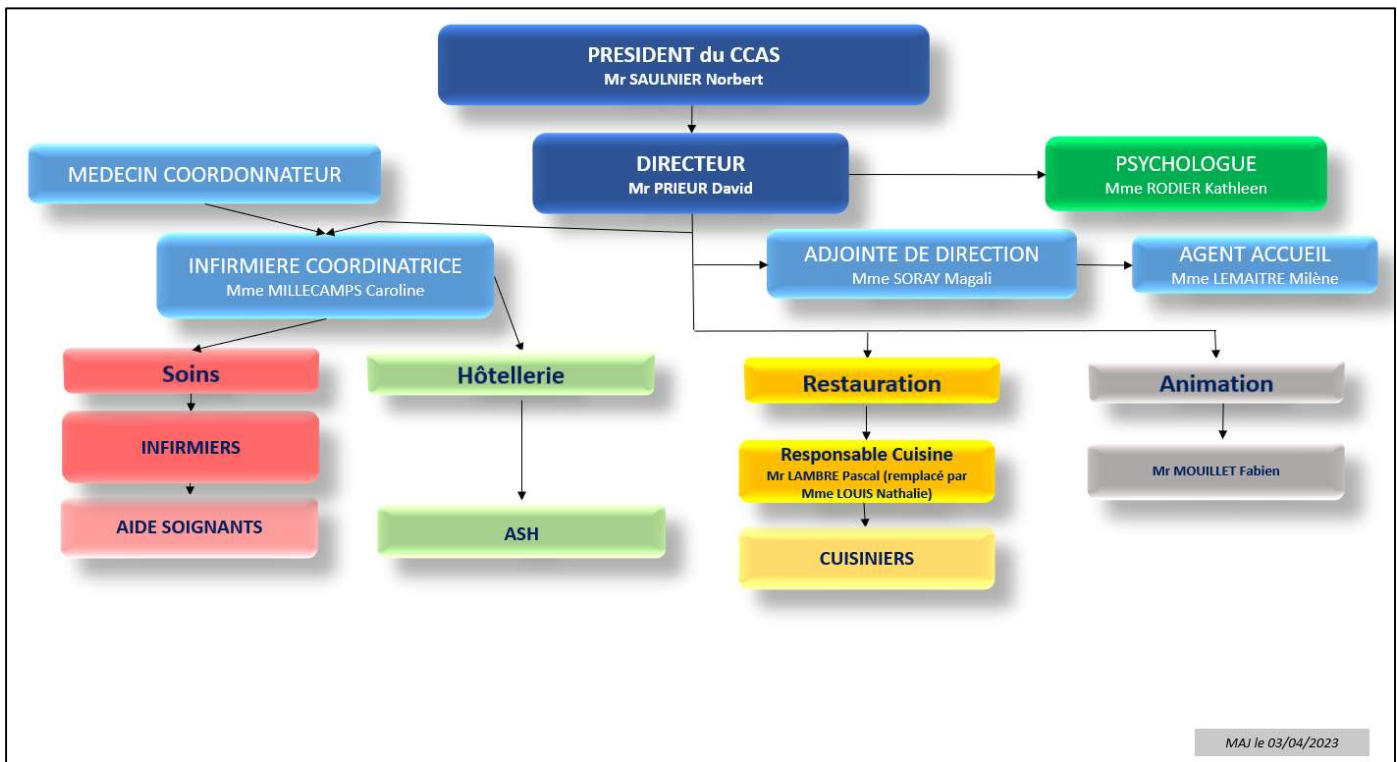 PRESIDENT du CCAS
Mr SAULNIER Norbert
MEDECIN COORDONNATEUR
DIRECTEUR
Mr PRIEUR David
PSYCHOLOGUE
Mme RODIER Kathleen
INFIRMIERE COORDINATRICE
Mme MILLECAMPS Caroline
ADJOINTE DE DIRECTION
Mme SORAY Magali
AGENT ACCUEIL
Mme LEMAITRE Milène
Soins
Hôtellerie
Restauration
Animation
INFIRMIERS
Responsable Cuisine
Mr LAMBRE Pascal (remplacé par
Mme LOUIS Nathalie)
Mr MOUILLET Fabien
AIDE SOIGNANTS
ASH
CUISINIERS
MAJ le 03/04/2023